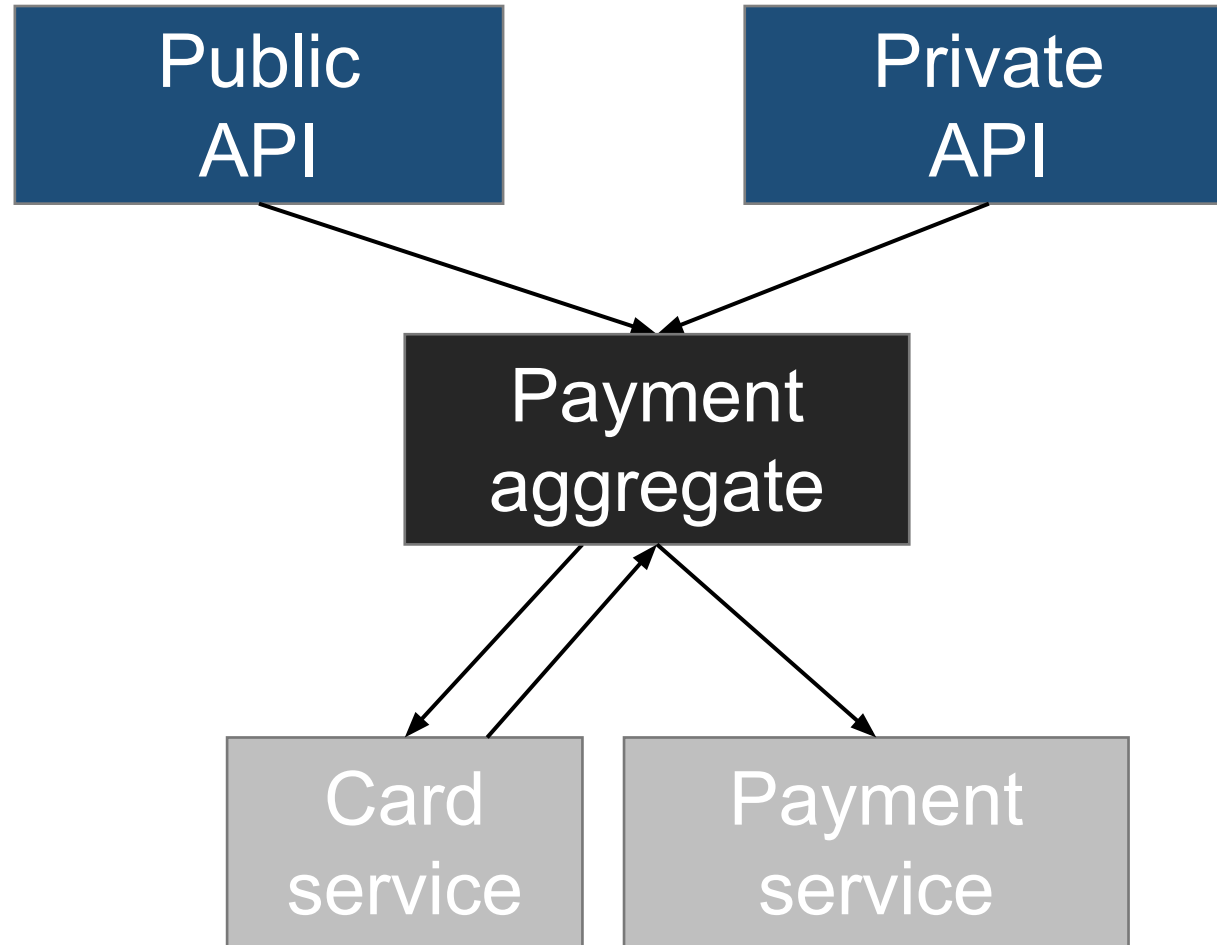 Public
API
Private
API
Payment
aggregate
Card
service
Payment
service